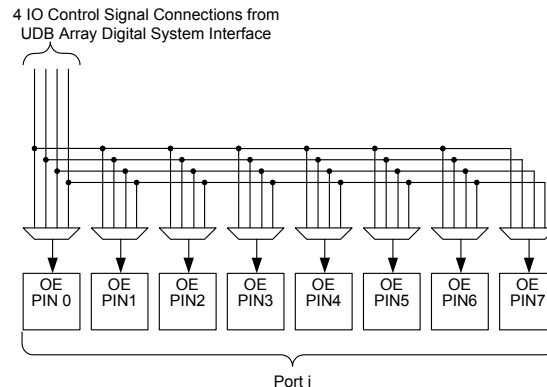 4 IO Control Signal Connections from
UDB Array Digital System Interface
OE
PIN 0
OE
PIN1
OE
PIN2
OE
PIN3
OE
PIN4
OE
PIN5
OE
PIN6
OE
PIN7
Port i